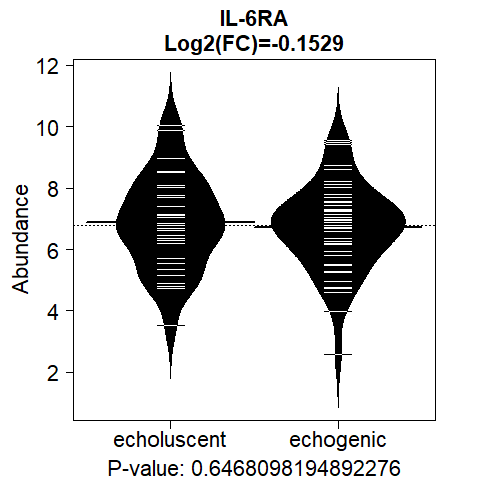 IL-6RA
Log2(FC)=-0.1529
Abundance
12
10
8
6
4
2
echoluscent echogenic
P-value: 0.6468098194892276